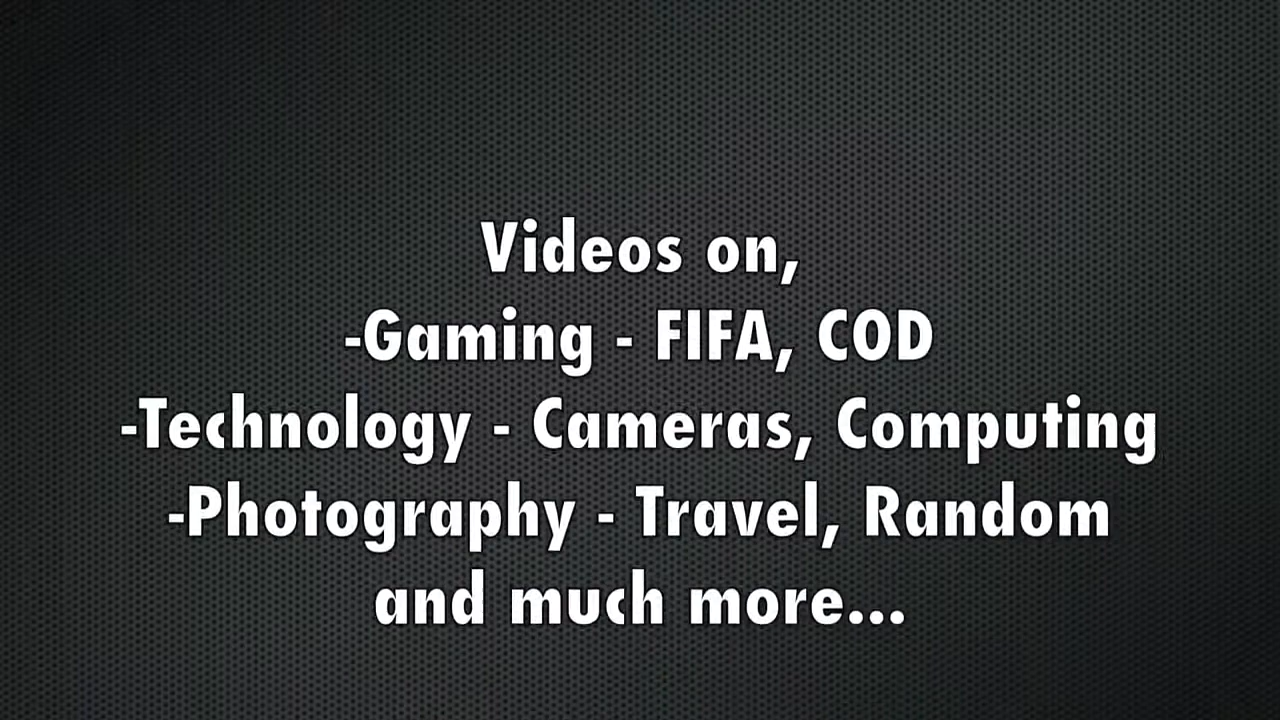 Videos on,
-Gaming - FIFA, COD
-Technology - Cameras, Computing
-Photography - Travel, Random
and much more...